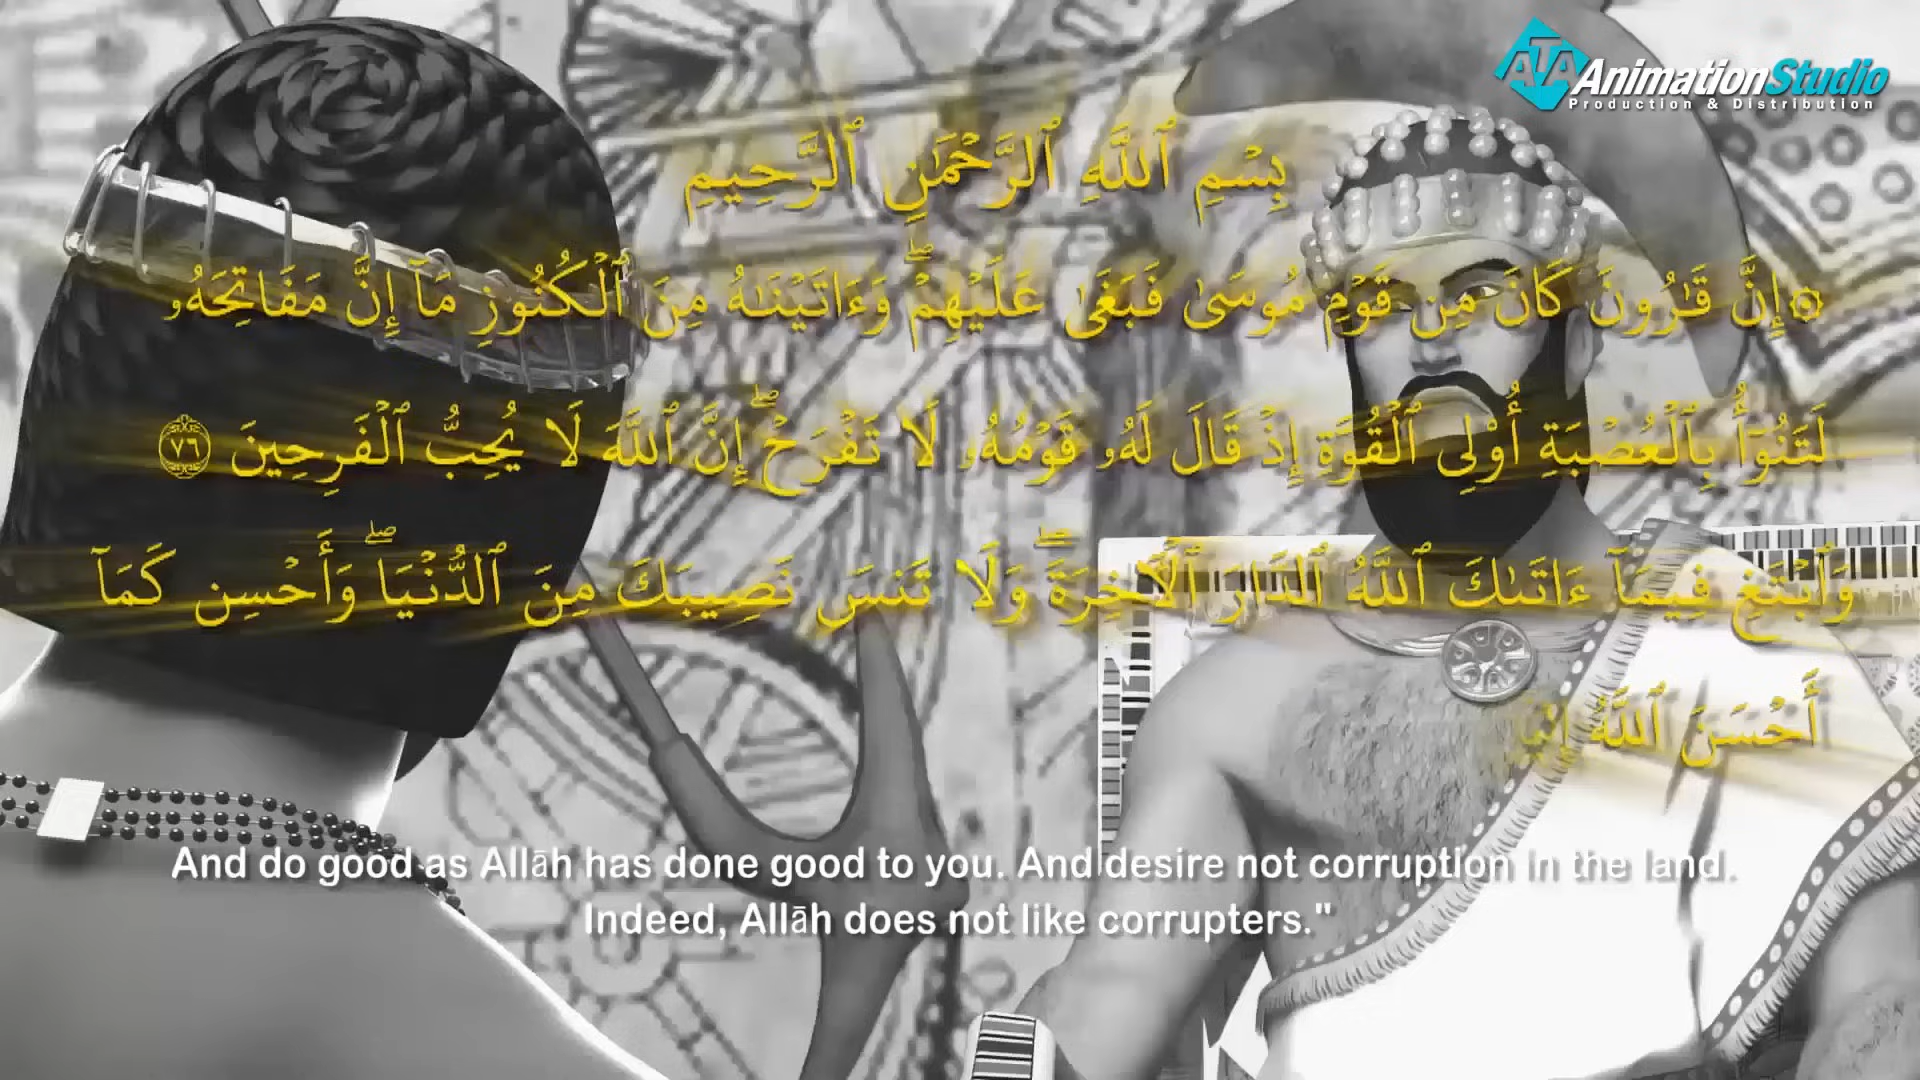 ATA AnimationStudio
Production & Distribution
بِسْمِ ٱللَّهِ ٱلرَّحْمَٰنِ ٱلرَّحِيمِ
۞ إِنَّ قَٰرُونَ كَانَ مِن قَوْمِ مُوسَىٰ فَبَغَىٰ عَلَيْهِمْ ۖ وَءَاتَيْنَٰهُ مِنَ ٱلْكُنُوزِ مَآ إِنَّ مَفَاتِحَهُۥ
لَتَنُوٓأُ بِٱلْعُصْبَةِ أُو۟لِى ٱلْقُوَّةِ إِذْ قَالَ لَهُۥ قَوْمُهُۥ لَا تَفْرَحْ ۖ إِنَّ ٱللَّهَ لَا يُحِبُّ ٱلْفَرِحِينَ ٧٦
وَٱبْتَغِ فِيمَآ ءَاتَىٰكَ ٱللَّهُ ٱلدَّارَ ٱلْءَاخِرَةَ ۖ وَلَا تَنسَ نَصِيبَكَ مِنَ ٱلدُّنْيَا ۖ وَأَحْسِن كَمَآ
أَحْسَنَ ٱللَّهُ
And do good as Allāh has done good to you. And desire not corruption in the land.
Indeed, Allāh does not like corrupters."